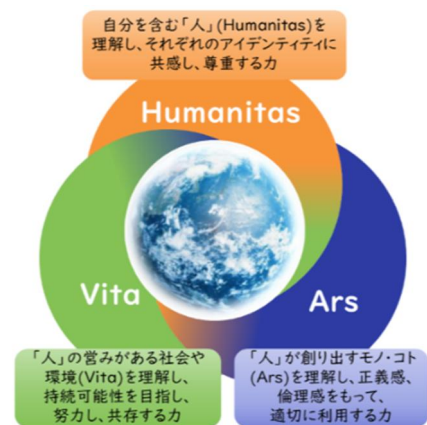 自分を含む「人」(Humanitas)を
理解し、それぞれのアイデンティティに
共感し、尊重する力
Humanitas
Vita
Ars
「人」の営みがある社会や
環境(Vita)を理解し、
持続可能性を目指し、
努力し、共存する力
「人」が創り出すモノ・コト
(Ars)を理解し、正義感、
倫理感をもって、
適切に利用する力